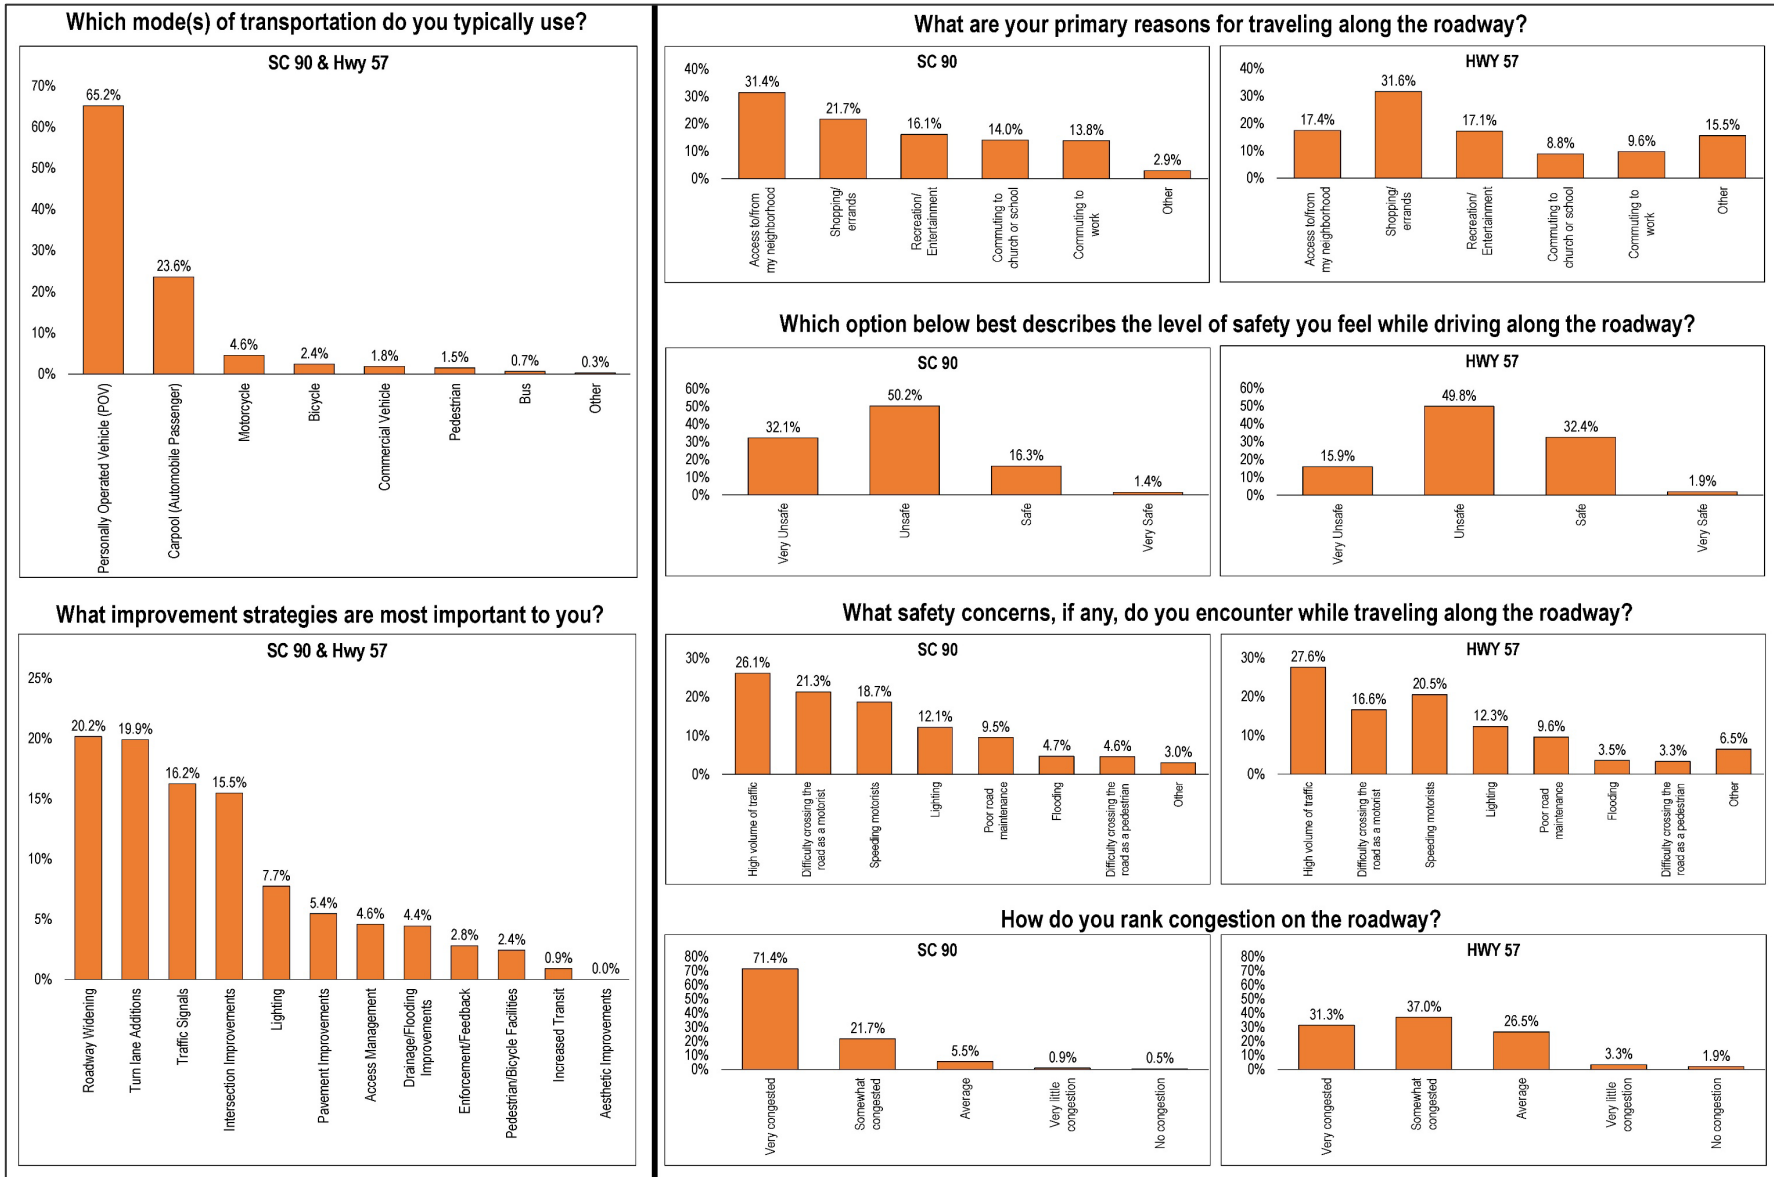 Which mode(s) of transportation do you typically use?
SC 90 & Hwy 57
70%
60%
50%
40%
30%
20%
10%
0%
65.2%
23.6%
4.6%
2.4%
1.8%
1.5%
0.7%
0.3%
Personally Operated Vehicle (POV)
Carpool (Automobile Passenger)
Motorcycle
Bicycle
Commercial Vehicle
Pedestrian
Bus
Other
What improvement strategies are most important to you?
SC 90 & Hwy 57
25%
20%
15%
10%
5%
0%
20.2%
19.9%
16.2%
15.5%
7.7%
5.4%
4.6%
4.4%
2.8%
2.4%
0.9%
0.0%
Roadway Widening
Turn lane Additions
Traffic Signals
Intersection Improvements
Lighting
Pavement Improvements
Access Management
Drainage/Flooding
Improvements
Enforcement/Feedback
Pedestrian/Bicycle Facilities
Increased Transit
Aesthetic Improvements
What are your primary reasons for traveling along the roadway?
SC 90
40%
30%
20%
10%
0%
31.4%
21.7%
16.1%
14.0%
13.8%
2.9%
Access to/from
my neighborhood
Shopping/
errands
Recreation/
Entertainment
Commuting to
church or school
Commuting to
work
Other
HWY 57
40%
30%
20%
10%
0%
17.4%
31.6%
17.1%
8.8%
9.6%
15.5%
Access to/from
my neighborhood
Shopping/
errands
Recreation/
Entertainment
Commuting to
church or school
Commuting to
work
Other
Which option below best describes the level of safety you feel while driving along the roadway?
SC 90
60%
50%
40%
30%
20%
10%
0%
32.1%
50.2%
16.3%
1.4%
Very Unsafe
Unsafe
Safe
Very Safe
HWY 57
60%
50%
40%
30%
20%
10%
0%
15.9%
49.8%
32.4%
1.9%
Very Unsafe
Unsafe
Safe
Very Safe
What safety concerns, if any, do you encounter while traveling along the roadway?
SC 90
30%
20%
10%
0%
26.1%
21.3%
18.7%
12.1%
9.5%
4.7%
4.6%
3.0%
High volume of traffic
Difficulty crossing the
road as a motorist
Speeding motorists
Lighting
Poor road
maintenance
Flooding
Difficulty crossing the
road as a pedestrian
Other
HWY 57
30%
20%
10%
0%
27.6%
16.6%
20.5%
12.3%
9.6%
3.5%
3.3%
6.5%
High volume of traffic
Difficulty crossing the
road as a motorist
Speeding motorists
Lighting
Poor road
maintenance
Flooding
Difficulty crossing the
road as a pedestrian
Other
How do you rank congestion on the roadway?
SC 90
80%
70%
60%
50%
40%
30%
20%
10%
0%
71.4%
21.7%
5.5%
0.9%
0.5%
Very congested
Somewhat
congested
Average
Very little
congestion
No congestion
HWY 57
80%
70%
60%
50%
40%
30%
20%
10%
0%
31.3%
37.0%
26.5%
3.3%
1.9%
Very congested
Somewhat
congested
Average
Very little
congestion
No congestion